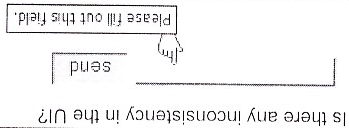 Is there any inconsistency in the UI?
send
Please fill out this field.